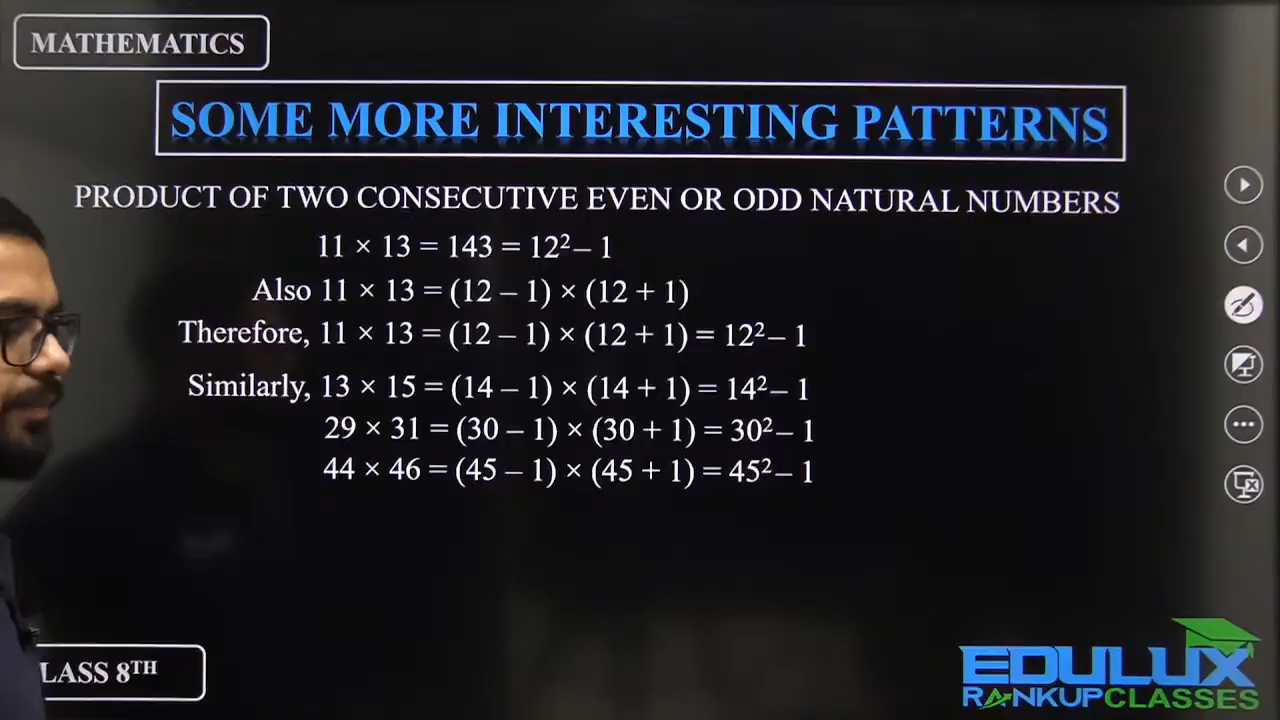 MATHEMATICS
SOME MORE INTERESTING PATTERNS
PRODUCT OF TWO CONSECUTIVE EVEN OR ODD NATURAL NUMBERS
11 × 13 = 143 = 12² – 1
Also 11 × 13 = (12 – 1) × (12 + 1)
Therefore, 11 × 13 = (12 – 1) × (12 + 1) = 12² – 1
Similarly, 13 × 15 = (14 – 1) × (14 + 1) = 14² – 1
29 × 31 = (30 – 1) × (30 + 1) = 30² – 1
44 × 46 = (45 – 1) × (45 + 1) = 45² – 1
LASS 8TH
EDULUX
RANKUPCLASSES